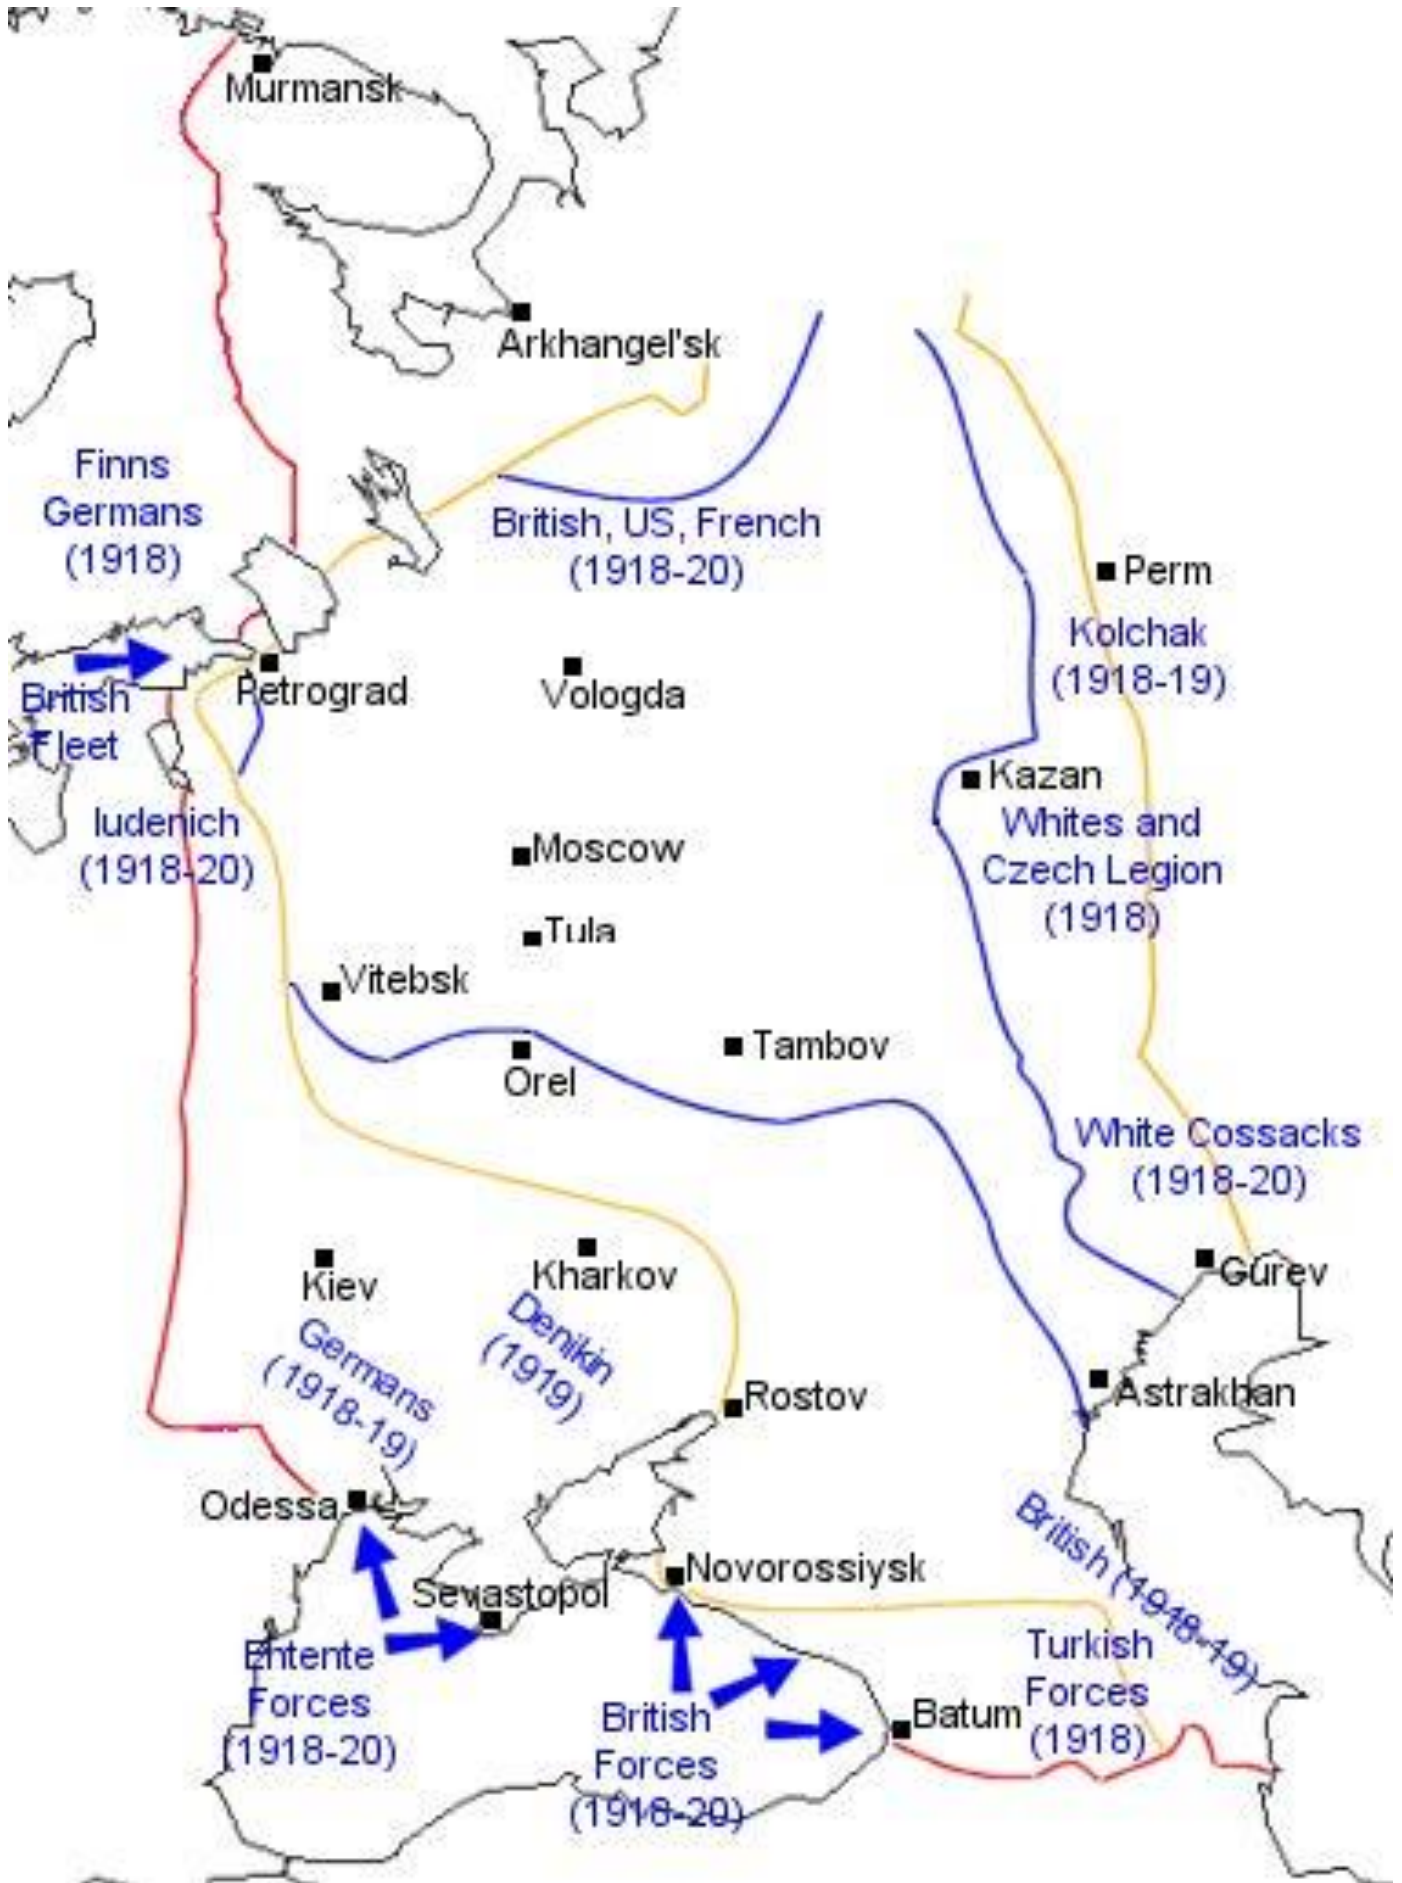 Murmansk
Arkhangel'sk
Finns
Germans
(1918)
British, US, French
(1918-20)
Perm
Kolchak
(1918-19)
British
Fleet
Petrograd
Vologda
Kazan
Iudenich
(1918-20)
Whites and
Czech Legion
(1918)
Moscow
Tula
Vitebsk
Orel
Tambov
White Cossacks
(1918-20)
Kiev
Kharkov
Gurev
Germans
(1918-19)
Denikin
(1919)
Rostov
Astrakhan
Odessa
Sevastopol
Novorossiysk
British (1918-19)
Entente
Forces
(1918-20)
British
Forces
(1918-20)
Batum
Turkish
Forces
(1918)